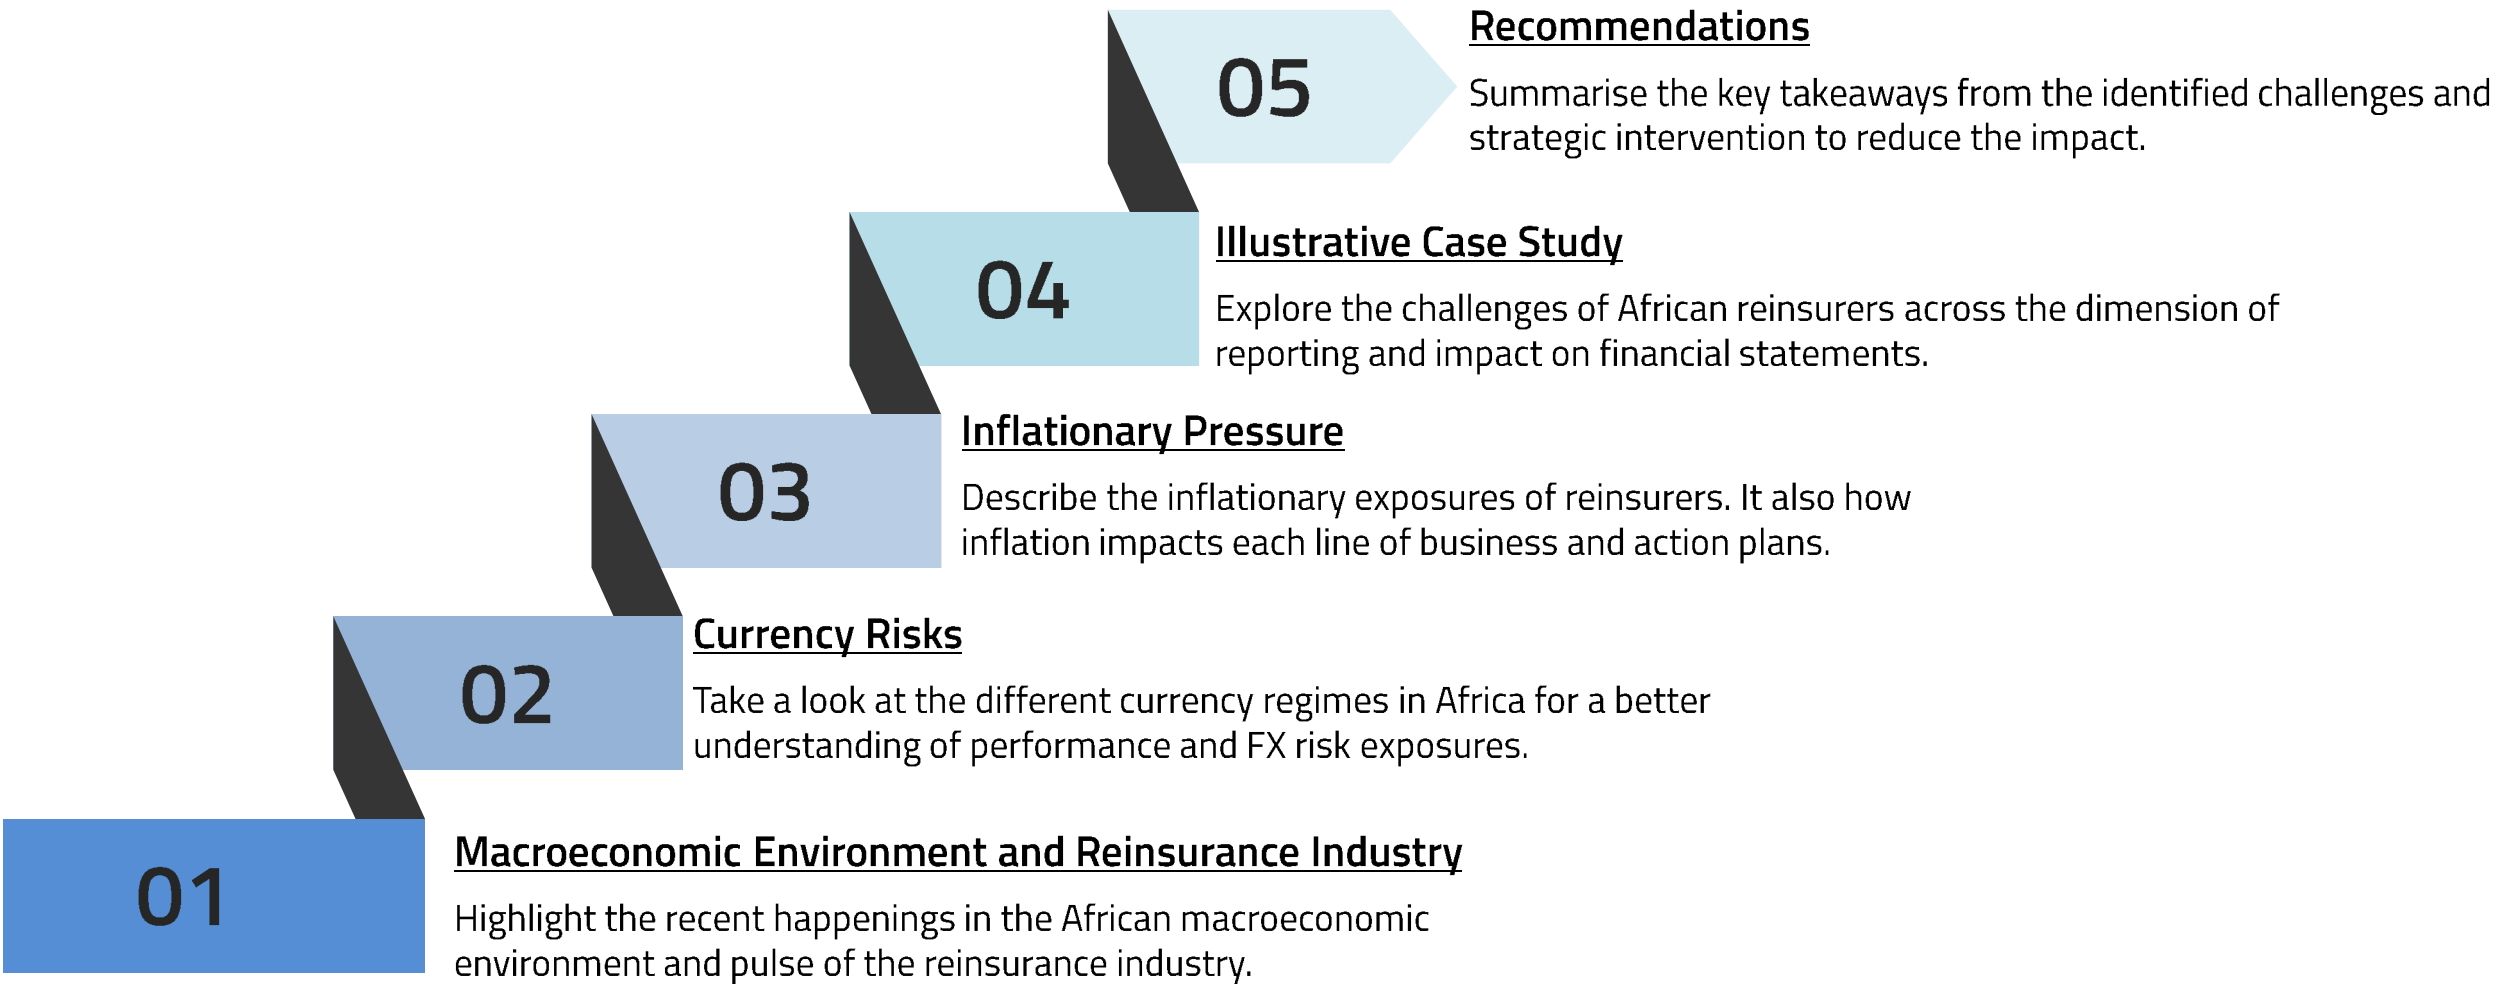 05
Recommendations
Summarise the key takeaways from the identified challenges and
strategic intervention to reduce the impact.
04
Illustrative Case Study
Explore the challenges of African reinsurers across the dimension of
reporting and impact on financial statements.
03
Inflationary Pressure
Describe the inflationary exposures of reinsurers. It also how
inflation impacts each line of business and action plans.
02
Currency Risks
Take a look at the different currency regimes in Africa for a better
understanding of performance and FX risk exposures.
01
Macroeconomic Environment and Reinsurance Industry
Highlight the recent happenings in the African macroeconomic
environment and pulse of the reinsurance industry.